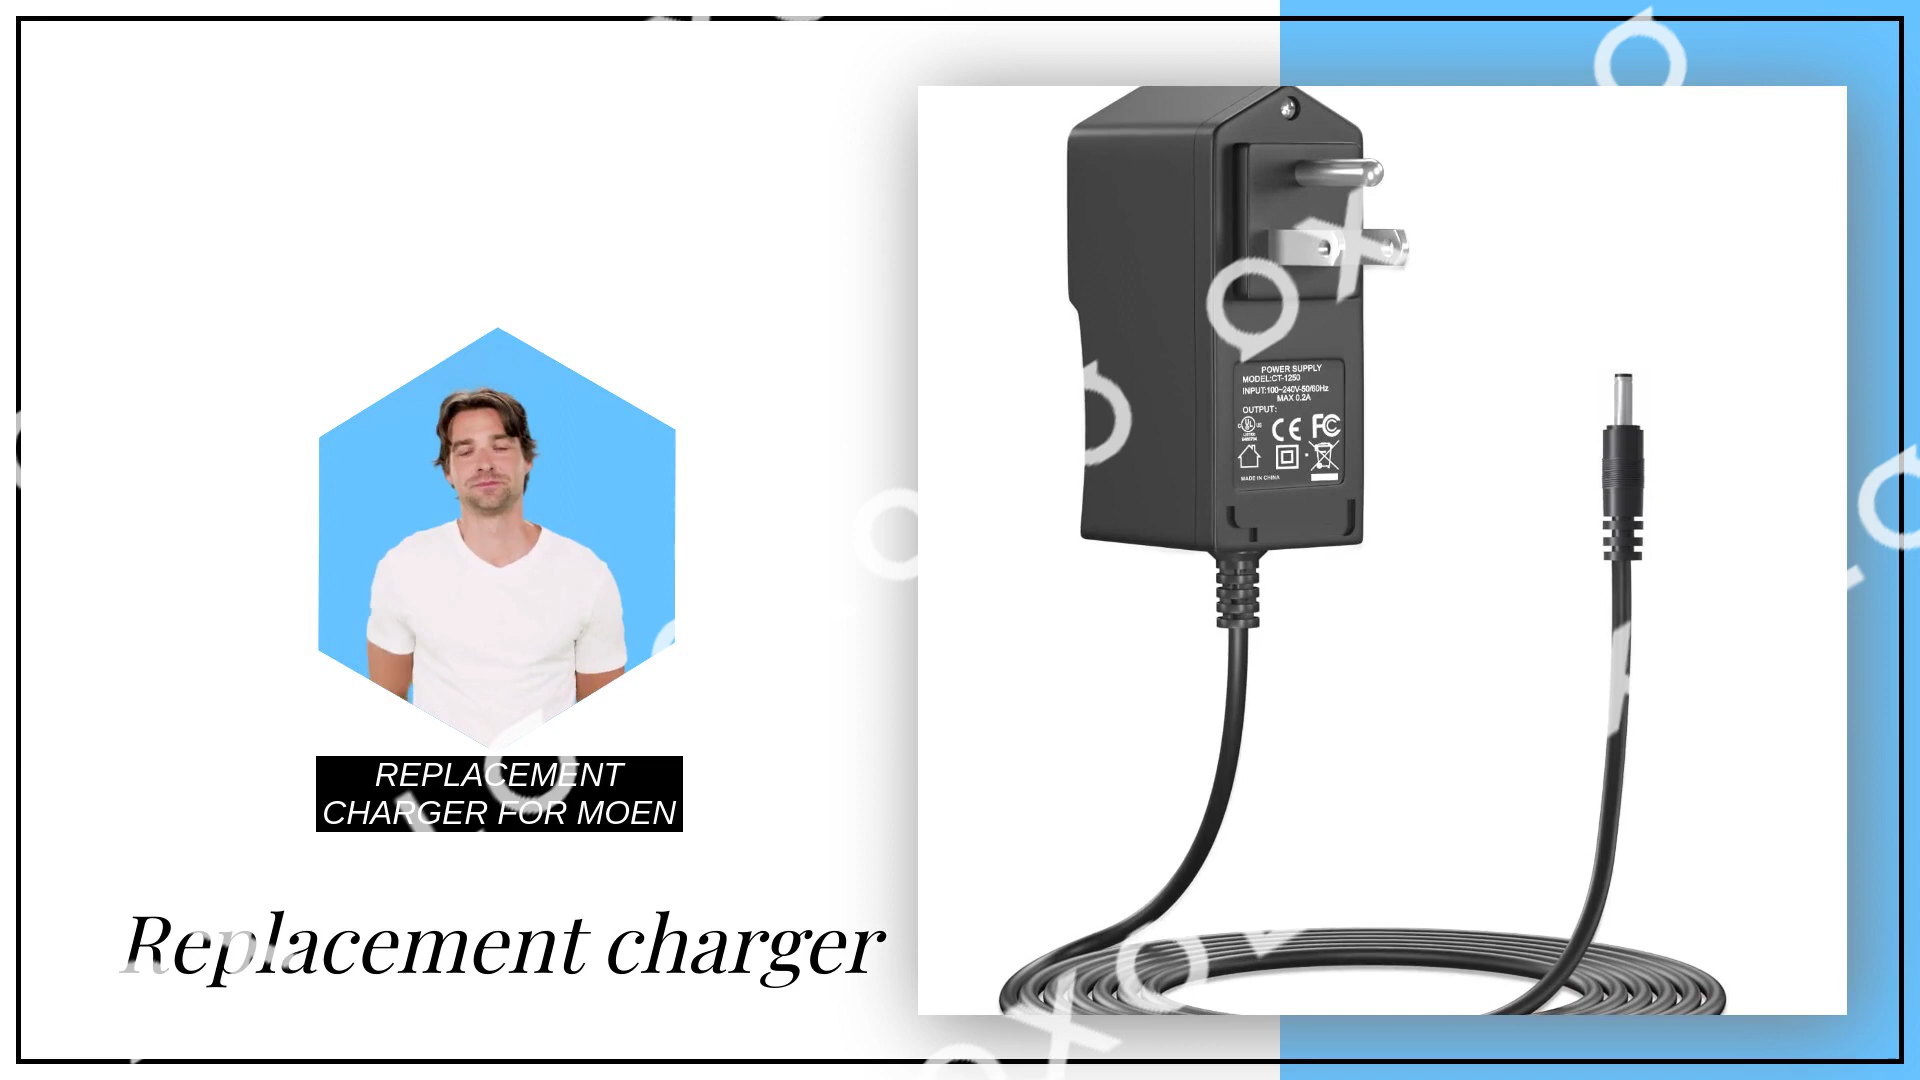 POWER SUPPLY
MODEL:CT-1250
INPUT:100~240V-50/60Hz
MAX 0.2A
OUTPUT:
LISTED
CE FC
MADE IN CHINA
REPLACEMENT
CHARGER FOR MOEN
Replacement charger